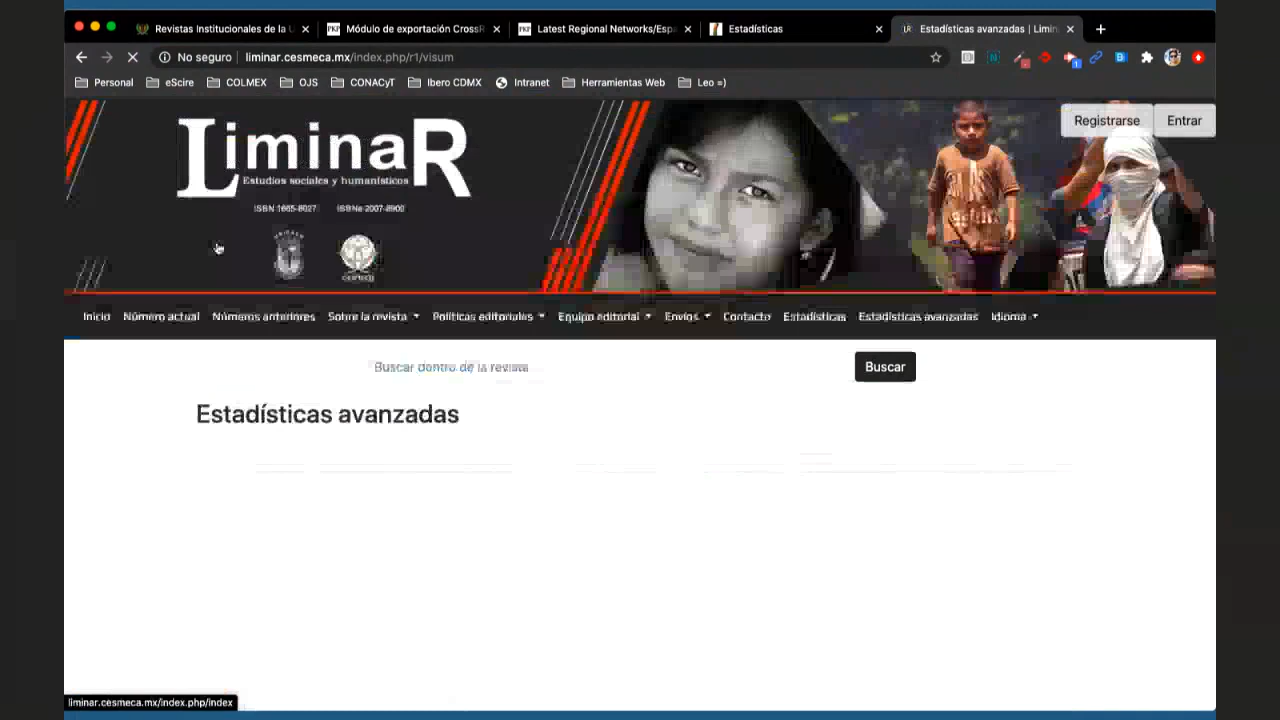 Revistas Institucionales de la U
Módulo de exportación CrossR
Latest Regional Networks/Espa
Estadísticas
Estadísticas avanzadas | Limin
No seguro | liminar.cesmeca.mx/index.php/r1/visum
Personal
eScire
COLMEX
OJS
CONACyT
Ibero CDMX
Intranet
Herramientas Web
Leo =)
Registrarse
Entrar
LiminaR
Estudios sociales y humanísticos
ISSN 1665-8027 ISSNe 2007-8900
Inicio
Número actual
Números anteriores
Sobre la revista
Políticas editoriales
Equipo editorial
Envíos
Contacto
Estadísticas
Estadísticas avanzadas
Idioma
Buscar dentro de la revista
Buscar
Estadísticas avanzadas
liminar.cesmeca.mx/index.php/index